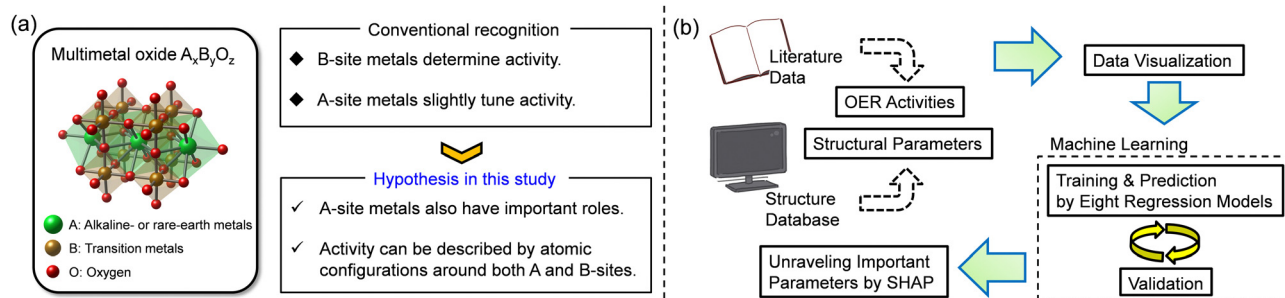 (a)
Multimetal oxide AxByOz
A: Alkaline- or rare-earth metals
B: Transition metals
O: Oxygen
Conventional recognition
◆ B-site metals determine activity.
◆ A-site metals slightly tune activity.
Hypothesis in this study
✓ A-site metals also have important roles.
✓ Activity can be described by atomic
configurations around both A and B-sites.
(b)
Literature
Data
OER Activities
Structural Parameters
Structure
Database
Data Visualization
Machine Learning
Training & Prediction
by Eight Regression Models
Validation
Unraveling Important
Parameters by SHAP